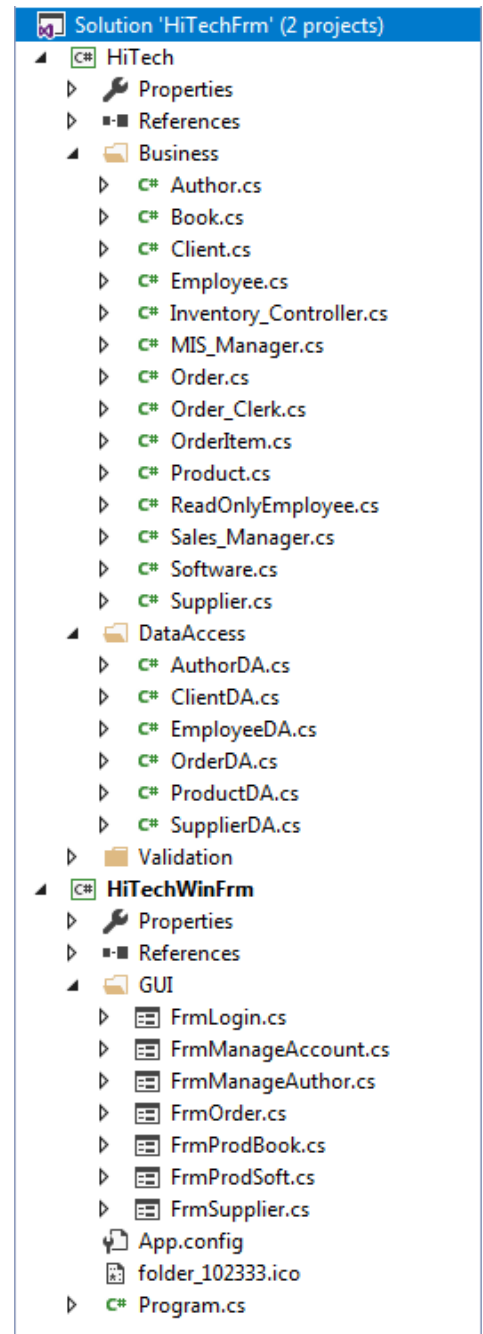 Solution 'HiTechFrm' (2 projects)
C# HiTech
Properties
References
Business
C# Author.cs
C# Book.cs
C# Client.cs
C# Employee.cs
C# Inventory_Controller.cs
C# MIS_Manager.cs
C# Order.cs
C# Order_Clerk.cs
C# OrderItem.cs
C# Product.cs
C# ReadOnlyEmployee.cs
C# Sales_Manager.cs
C# Software.cs
C# Supplier.cs
DataAccess
C# AuthorDA.cs
C# ClientDA.cs
C# EmployeeDA.cs
C# OrderDA.cs
C# ProductDA.cs
C# SupplierDA.cs
Validation
C# HiTechWinFrm
Properties
References
GUI
FrmLogin.cs
FrmManageAccount.cs
FrmManageAuthor.cs
FrmOrder.cs
FrmProdBook.cs
FrmProdSoft.cs
FrmSupplier.cs
App.config
folder_102333.ico
C# Program.cs